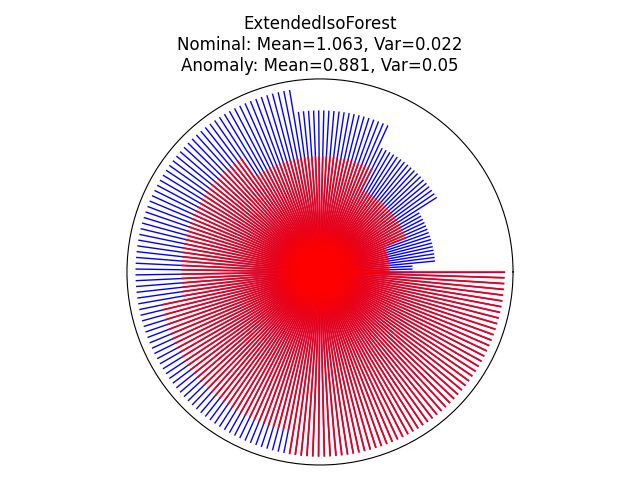 ExtendedIsoForest
Nominal: Mean=1.063, Var=0.022
Anomaly: Mean=0.881, Var=0.05